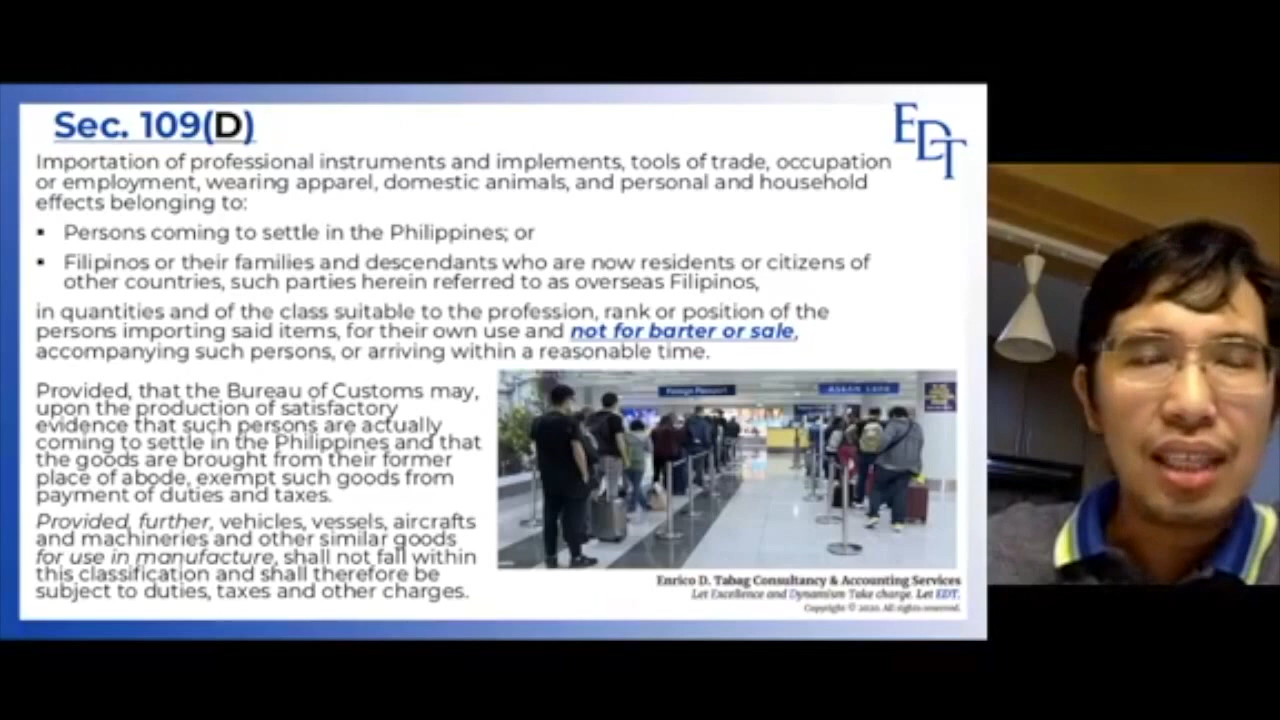 Sec. 109(D)
EDT
Importation of professional instruments and implements, tools of trade, occupation
or employment, wearing apparel, domestic animals, and personal and household
effects belonging to:
▪ Persons coming to settle in the Philippines; or
▪ Filipinos or their families and descendants who are now residents or citizens of
other countries, such parties herein referred to as overseas Filipinos,
in quantities and of the class suitable to the profession, rank or position of the
persons importing said items, for their own use and not for barter or sale,
accompanying such persons, or arriving within a reasonable time.
Provided, that the Bureau of Customs may,
upon the production of satisfactory
evidence that such persons are actually
coming to settle in the Philippines and that
the goods are brought from their former
place of abode, exempt such goods from
payment of duties and taxes.
Provided, further, vehicles, vessels, aircrafts
and machineries and other similar goods
for use in manufacture, shall not fall within
this classification and shall therefore be
subject to duties, taxes and other charges.
Foreign Passport
ASEAN LANE
Enrico D. Tabag Consultancy & Accounting Services
Let Excellence and Dynamism Take charge. Let EDT.
Copyright © 2020. All rights reserved.